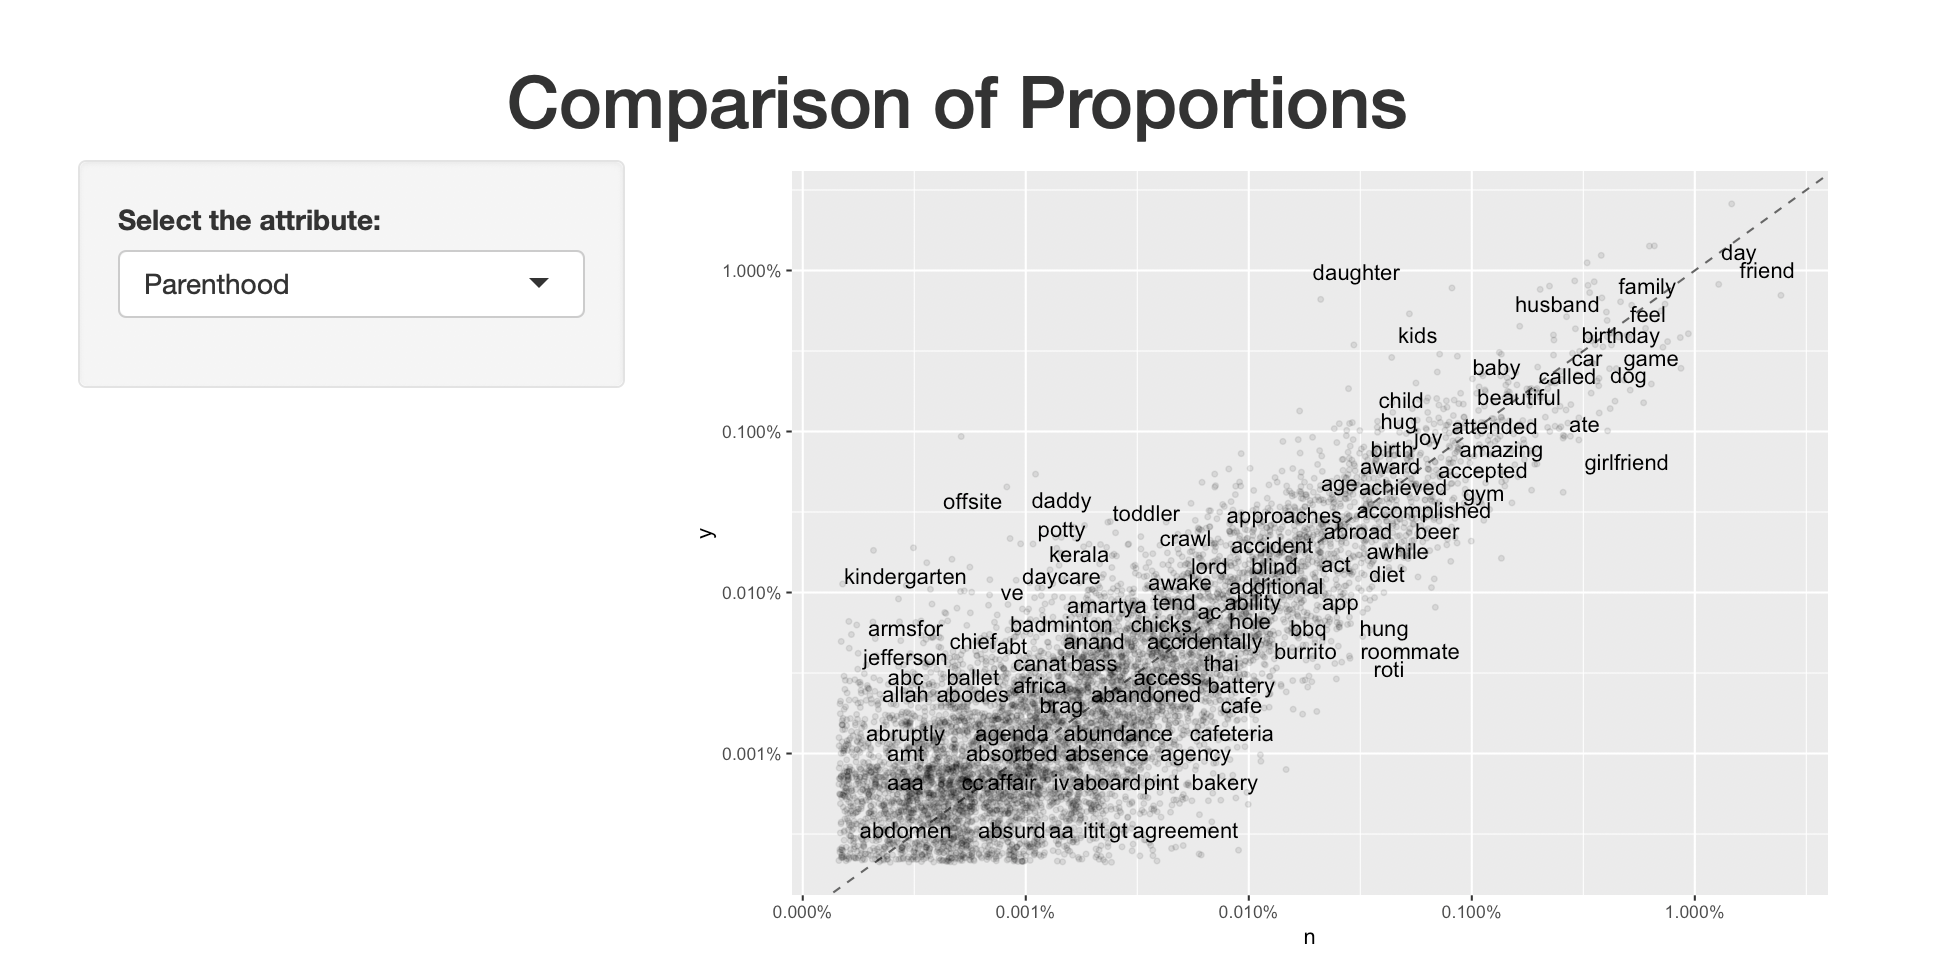 Comparison of Proportions
Select the attribute:
Parenthood
1.000%
0.100%
0.010%
0.001%
y
day
friend
daughter
family
husband
feel
kids
birthday
car game
baby
called dog
beautiful
child
hug
attended ate
joy
birth amazing
girlfriend
award accepted
age achieved
gym
offsite daddy
toddler approaches accomplished
potty abroad beer
crawl
accident
kerala awhile
lord blind act
kindergarten daycare diet
awake additional
ve
amartya tend ability app
ac
armsfor badminton chicks hole bbq hung
chief abt anand accidentally
jefferson burrito roommate
canat bass thai roti
abc ballet access
africa battery
allah abodes abandoned
brag cafe
abruptly agenda abundance cafeteria
amt absorbed absence agency
aaa cc affair iv aboard pint bakery
abdomen absurd aa itit gt agreement
0.000% 0.001% 0.010% 0.100% 1.000%
n